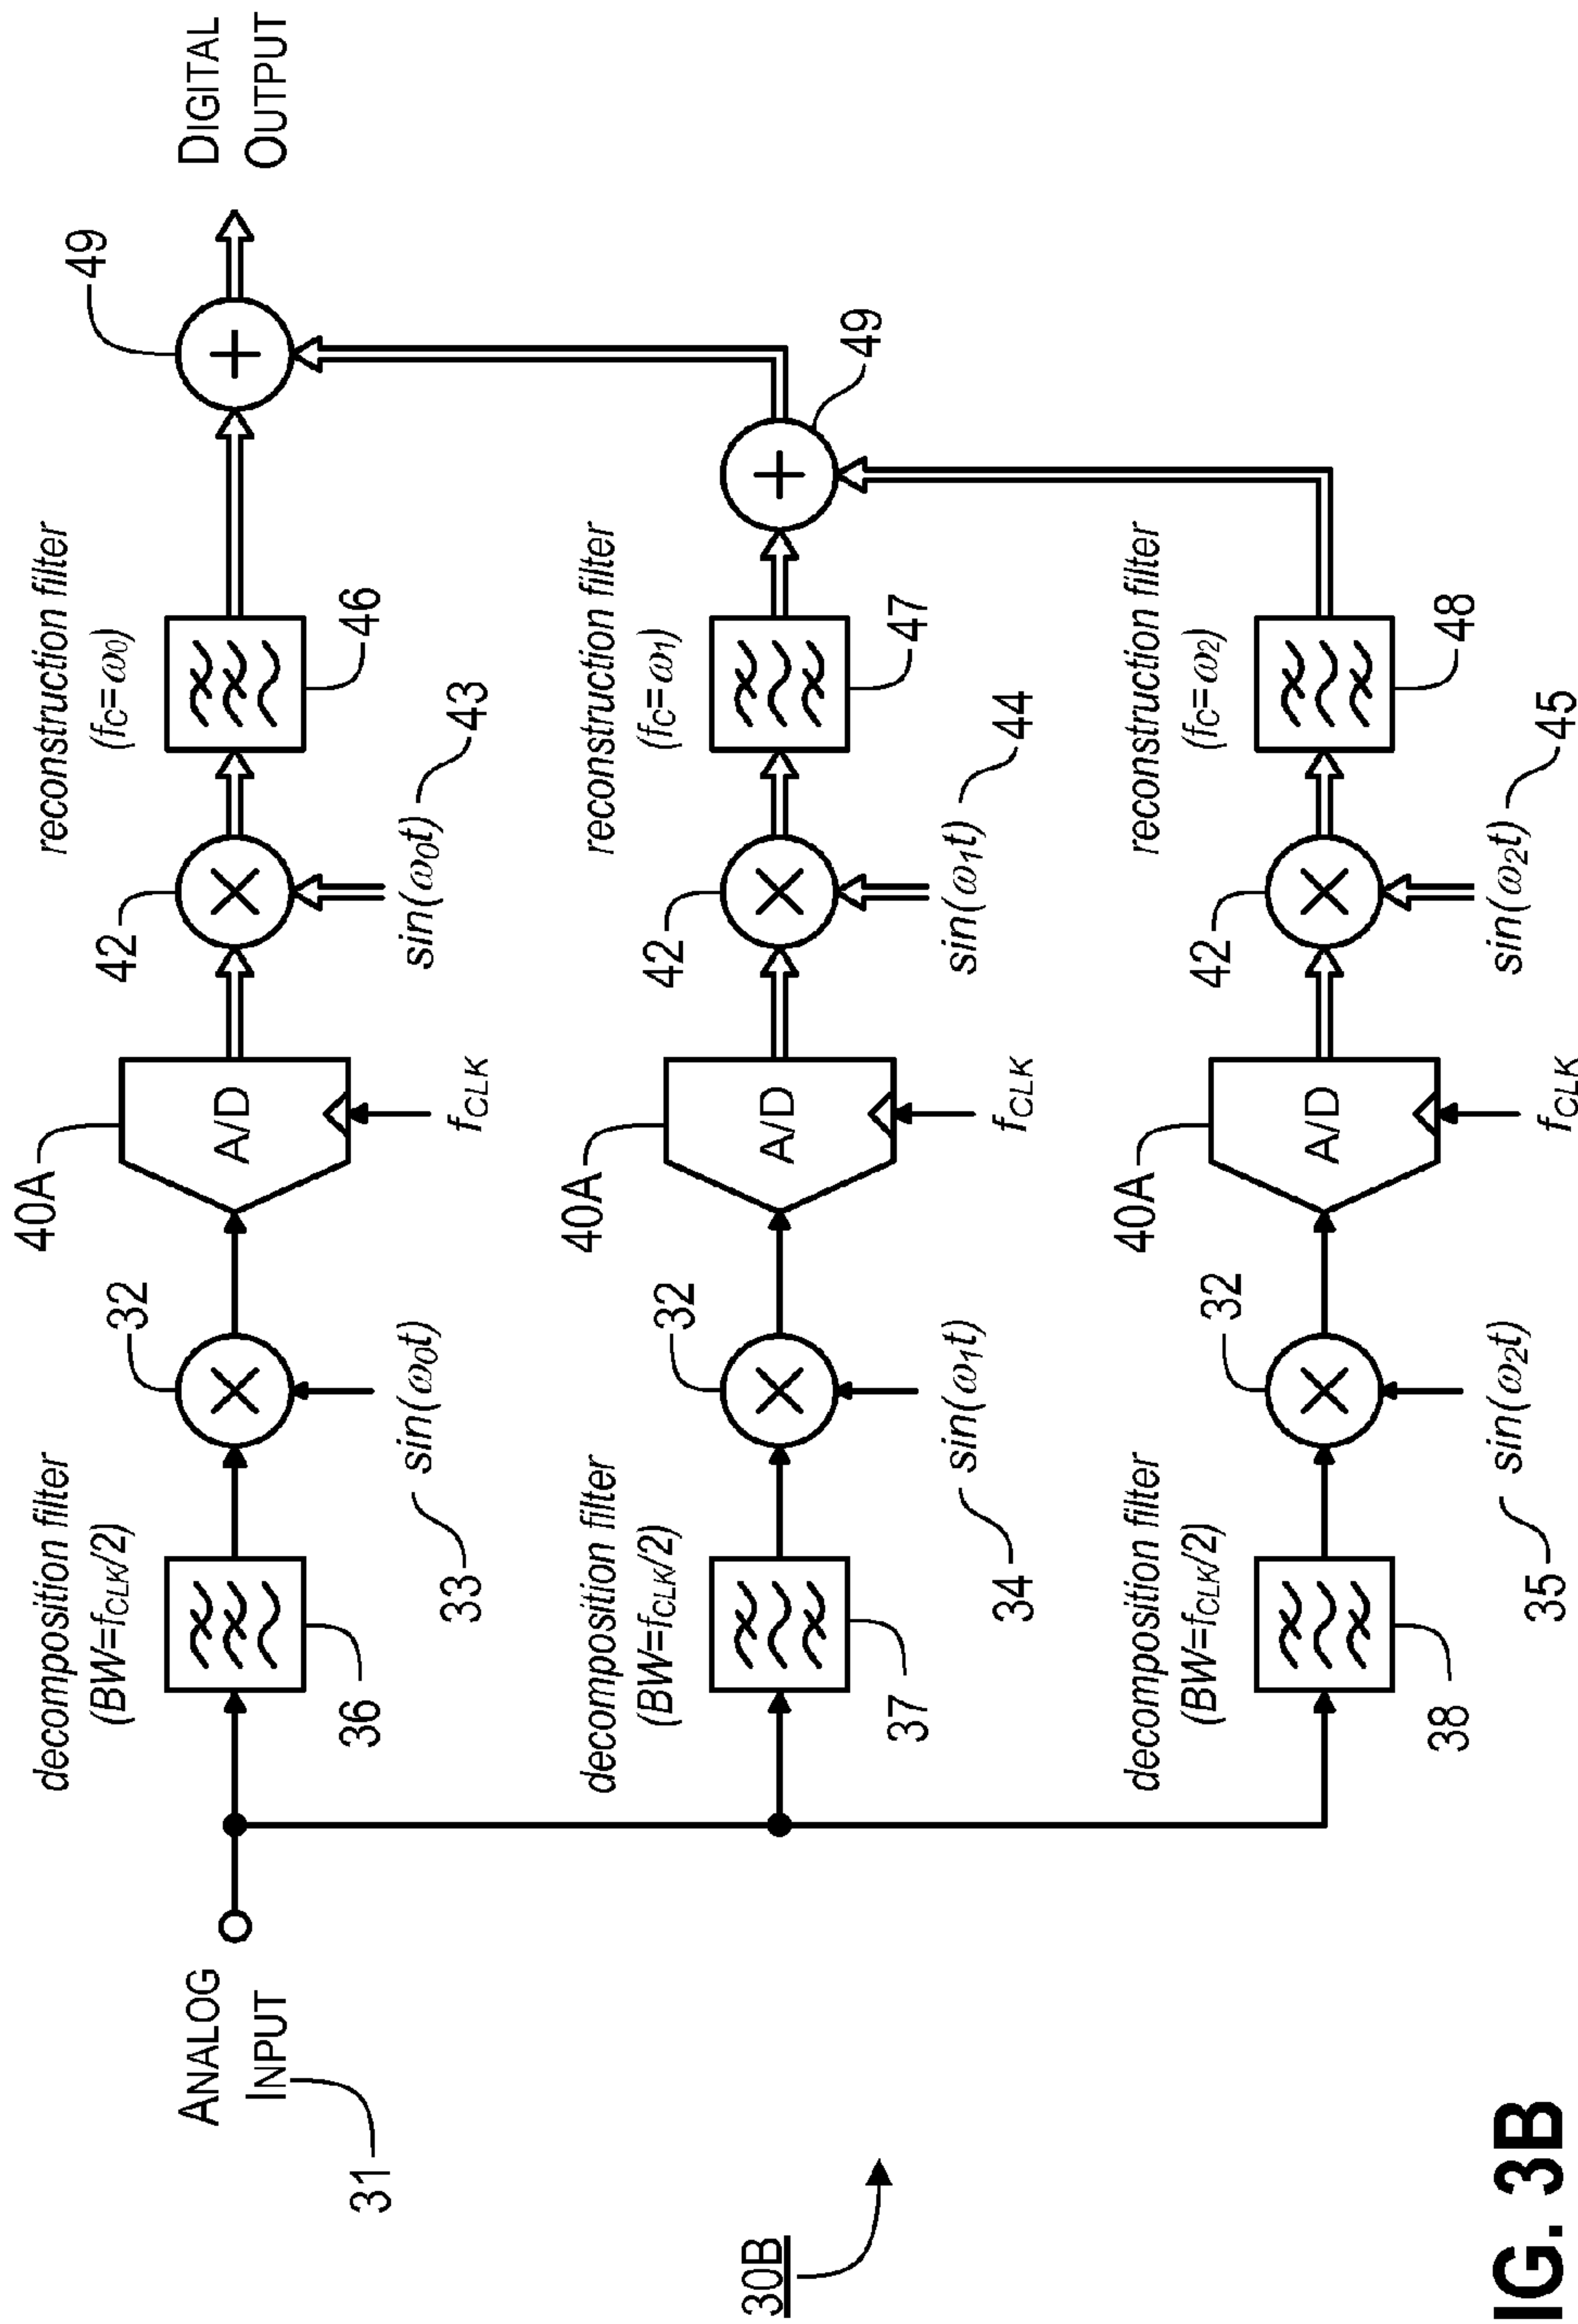 30B
ANALOG
INPUT
31
decomposition filter
(BW=fCLK/2)
36
33
sin(ω0t)
32
40A
A/D
fCLK
42
sin(ω0t)
43
reconstruction filter
(fC=ω0)
46
49
DIGITAL
OUTPUT
decomposition filter
(BW=fCLK/2)
37
34
sin(ω1t)
32
40A
A/D
fCLK
42
sin(ω1t)
44
reconstruction filter
(fC=ω1)
47
49
decomposition filter
(BW=fCLK/2)
38
35
sin(ω2t)
32
40A
A/D
fCLK
42
sin(ω2t)
45
reconstruction filter
(fC=ω2)
48
IG. 3B